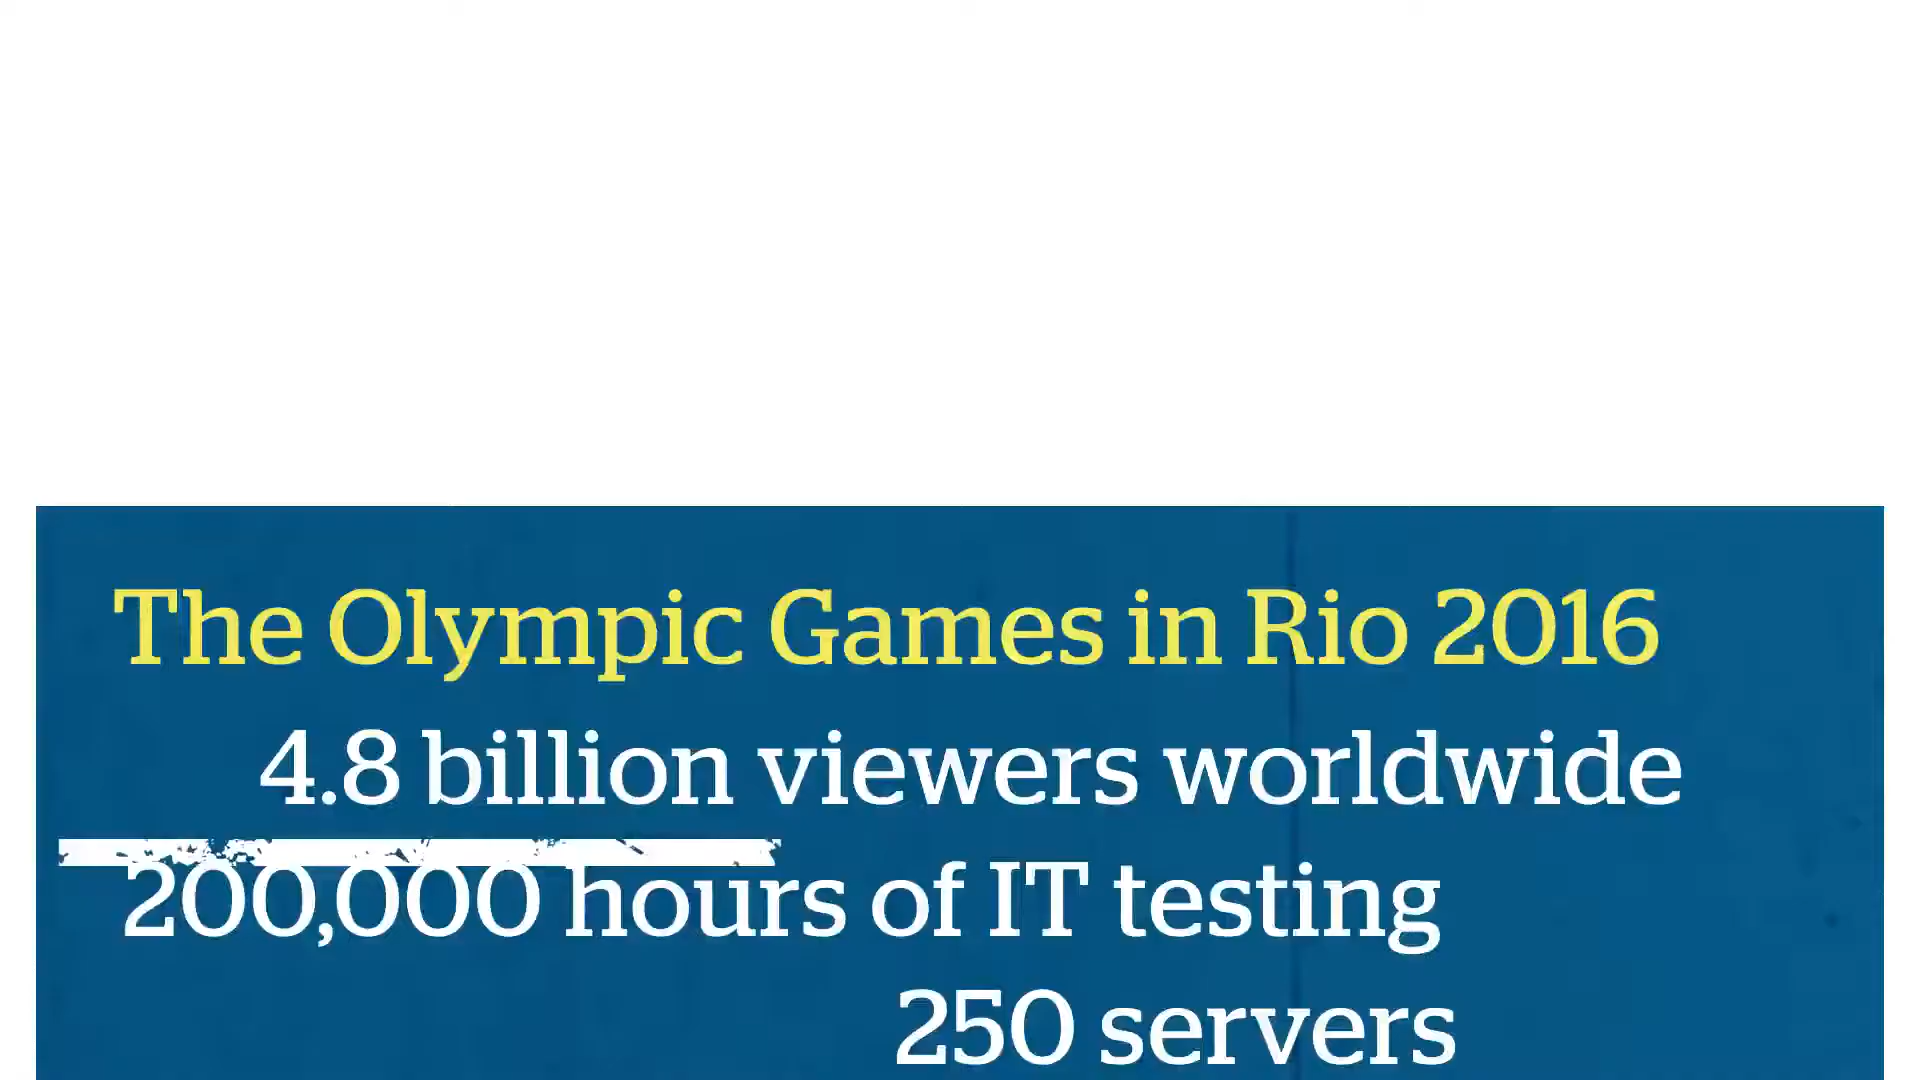 The Olympic Games in Rio 2016
4.8 billion viewers worldwide
200,000 hours of IT testing
250 servers